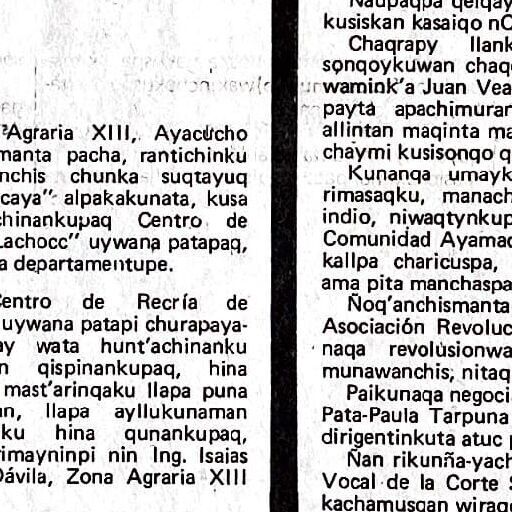 Agraria XIII, Ayacucho
manta pacha, rantichinku
nchis chunka suqtayuq
caya" alpakakunata, kusa
chinankupaq Centro de
Lachocc" uywana patapaq,
a departamentupe.
Centro de Recría de
uywana patapi churapaya-
ay wata hunt'achinanku
n qispinankupaq, hina
mast'arinqaku llapa puna
an, llapa ayllukunaman
ku hina qunankupaq,
rimayninpi nin Ing. Isaias
Dávila, Zona Agraria XIII
kusiskan kasaiqo
Chaqrapy llank
sonqoykuwan chaq
wamink'a Juan Vea
payta apachimuran
allintan maqinta ma
chaymi kusisonqo q
Kunanqa umayk
rimasaqku, manach
indio, niwaqtynkup
Comunidad Ayamac
kallpa charicuspa,
ama pita manchaspa
Ñoq'anchismanta
Asociación Revoluc
naqa revolusionwa
munawanchis, nitaq
Paikunaqa negoci
Pata-Paula Tarpuna
dirigentinkuta atuc p
Ñan rikunña-yach
Vocal de la Corte S
kachamusqan wiraqo